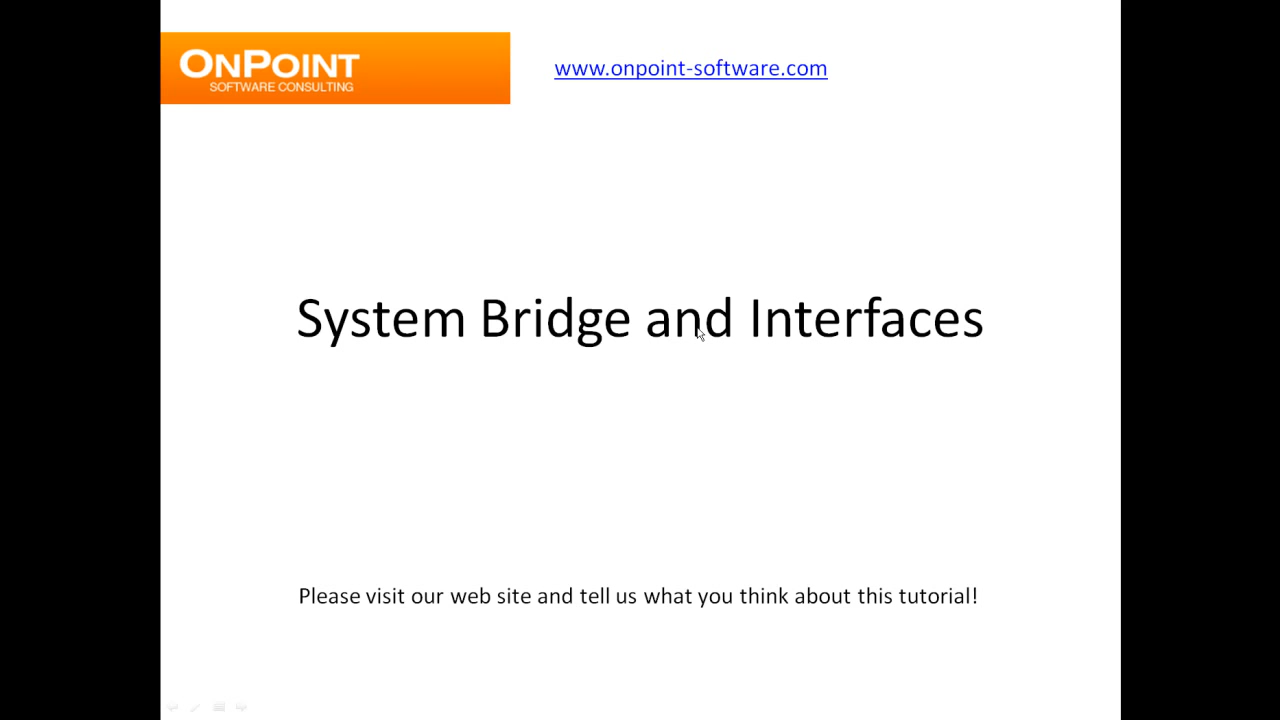 ONPOINT
SOFTWARE CONSULTING
www.onpoint-software.com
System Bridge and Interfaces
Please visit our web site and tell us what you think about this tutorial!